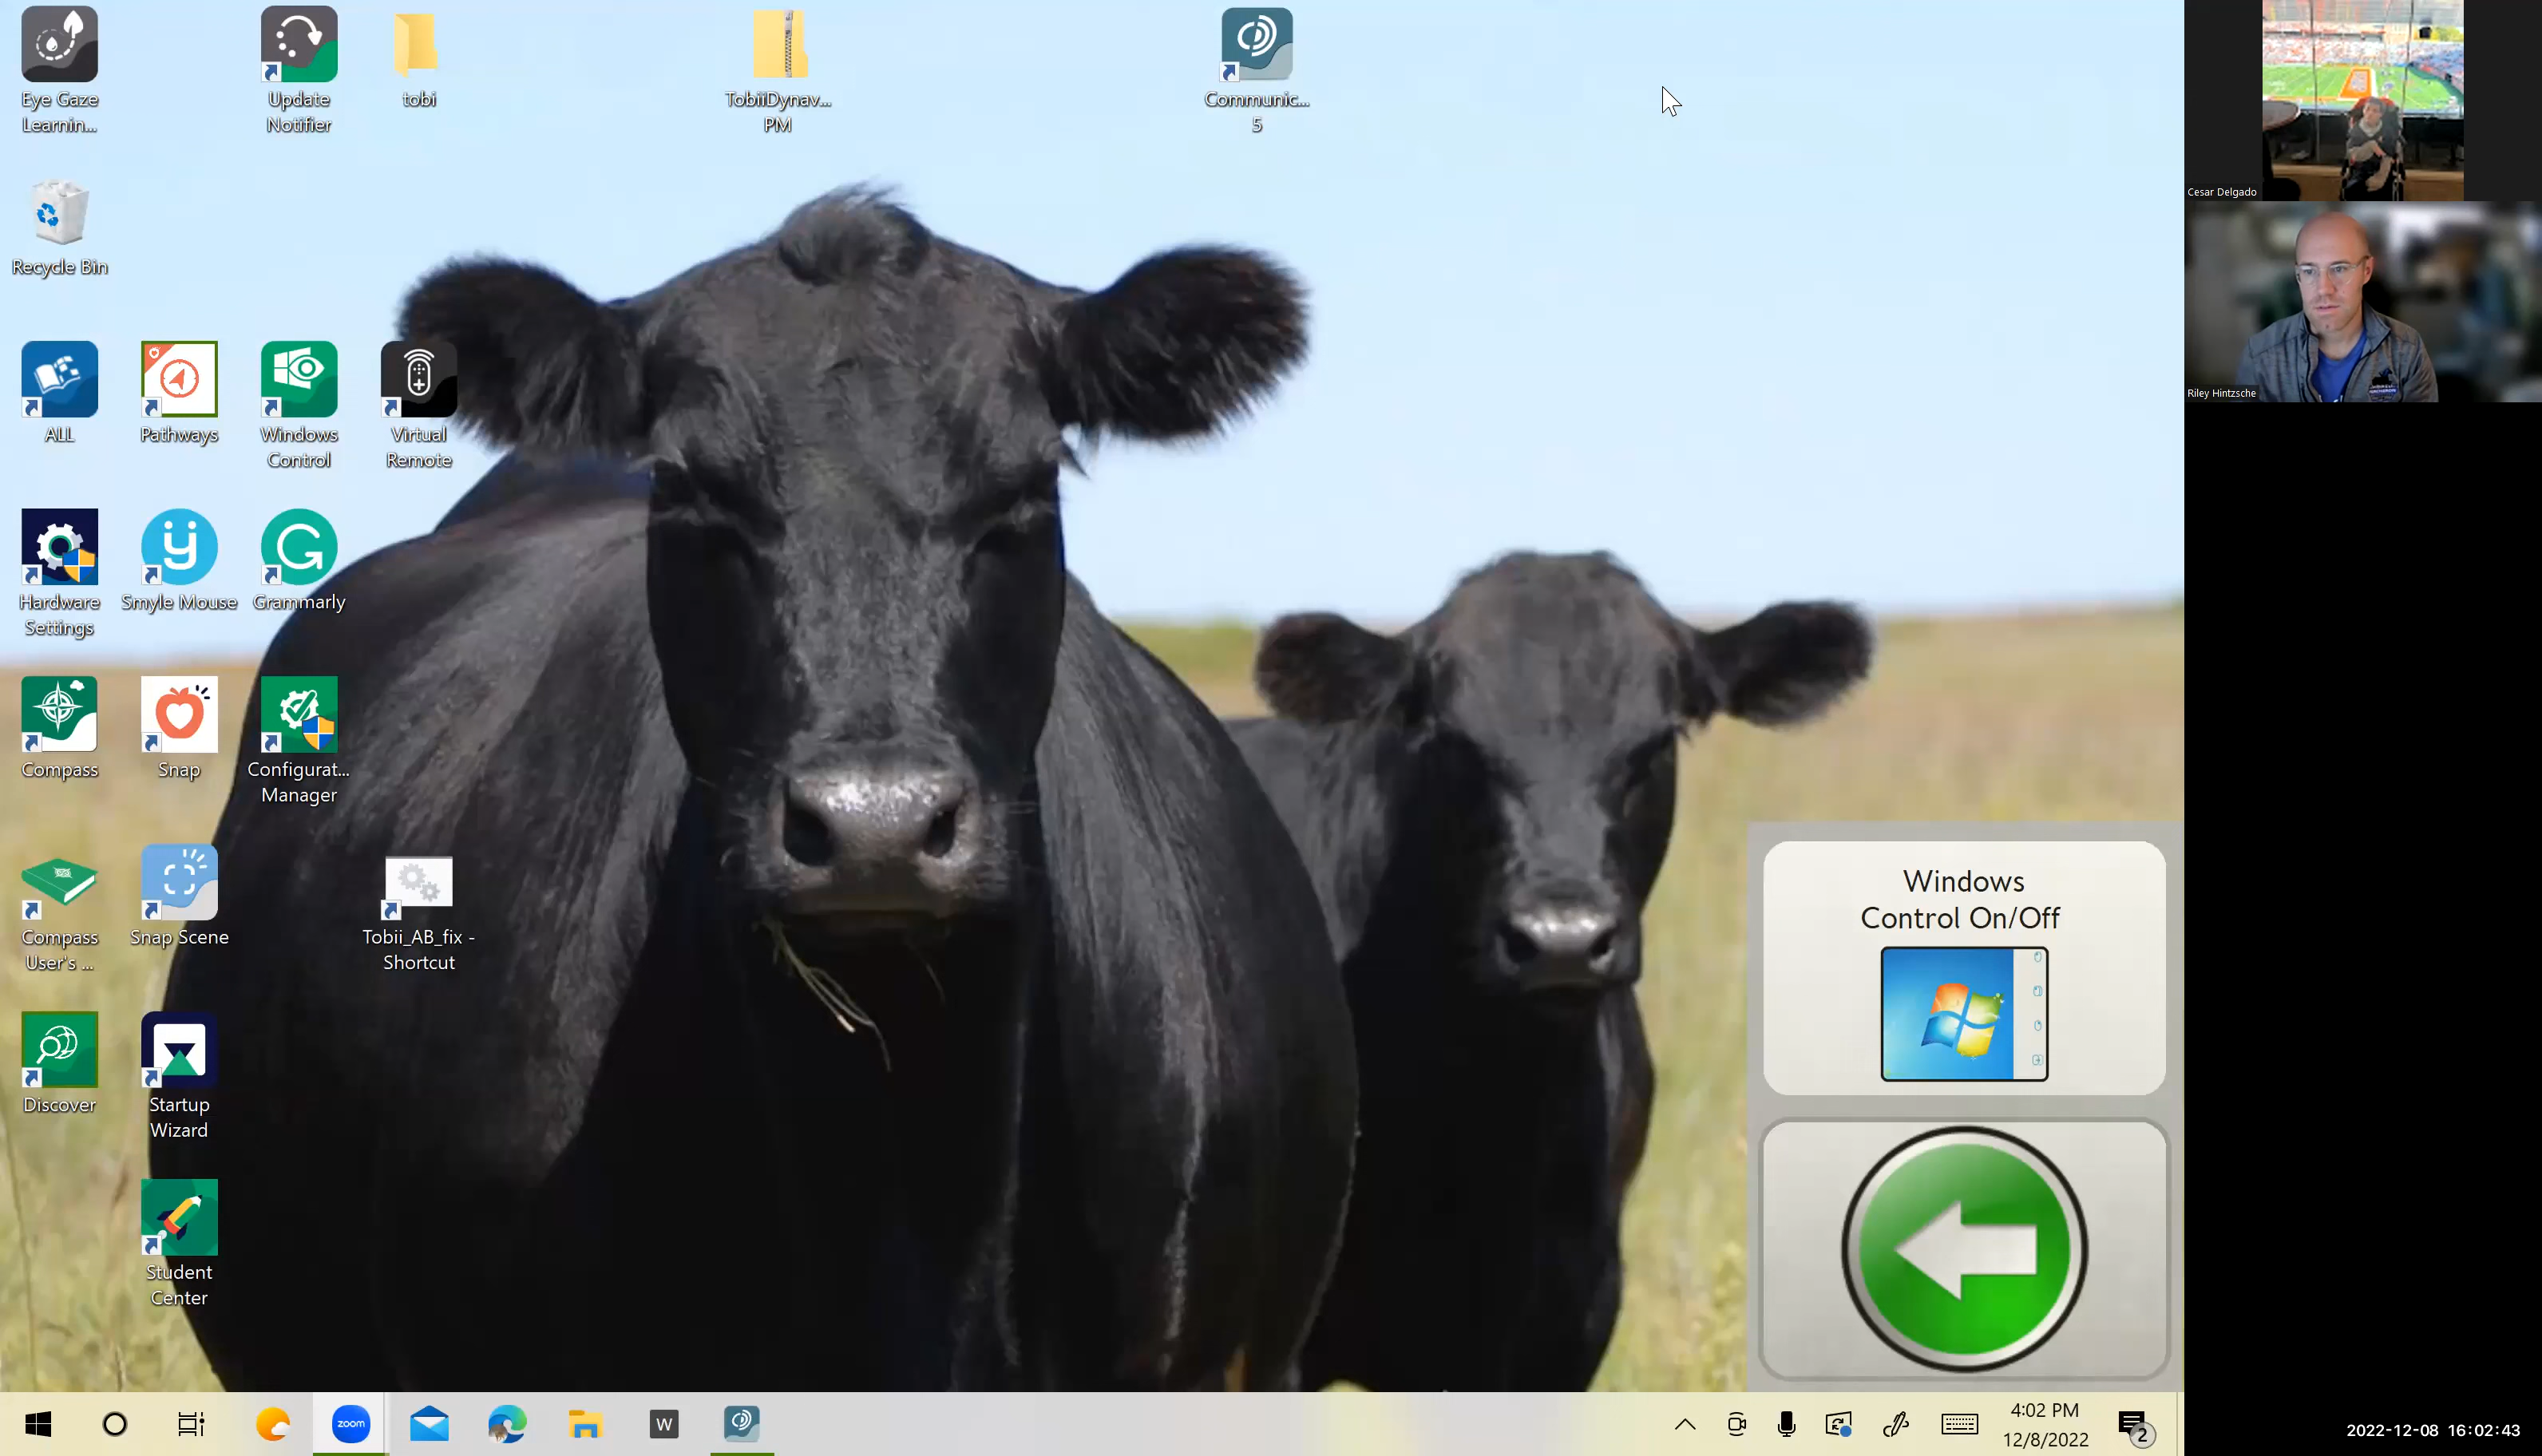 Eye Gaze
Learnin...
Update
Notifier
tobi
TobiiDynav...
PM
Communic...
5
Recycle Bin
ALL
Pathways
Windows
Control
Virtual
Remote
Hardware
Settings
Smyle Mouse
Grammarly
Compass
Snap
Configurat...
Manager
Compass
User's ...
Snap Scene
Tobii_AB_fix -
Shortcut
Discover
Startup
Wizard
Student
Center
Windows
Control On/Off
zoom
W
4:02 PM
12/8/2022
2
Cesar Delgado
Riley Hintzsche
2022-12-08 16:02:43